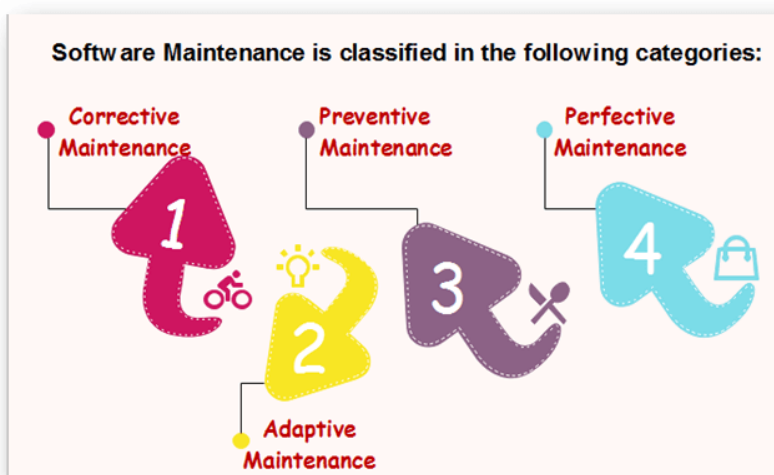 Software Maintenance is classified in the following categories:
Corrective
Maintenance
1
Adaptive
Maintenance
2
Preventive
Maintenance
3
Perfective
Maintenance
4